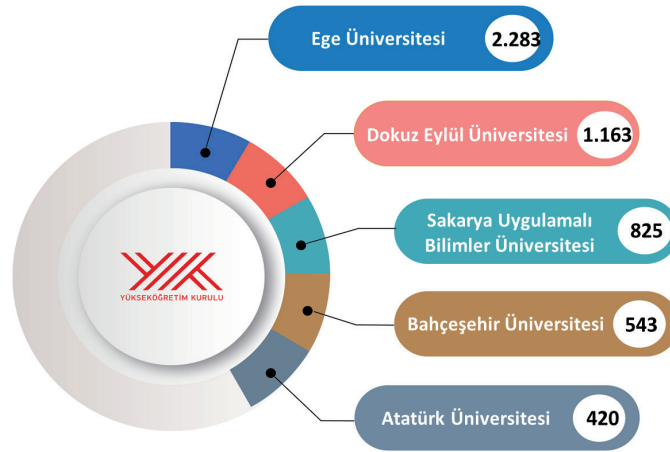 Ege Üniversitesi 2.283
Dokuz Eylül Üniversitesi 1.163
Sakarya Uygulamalı
Bilimler Üniversitesi 825
YÜKSEKÖĞRETİM KURULU
Bahçeşehir Üniversitesi 543
Atatürk Üniversitesi 420